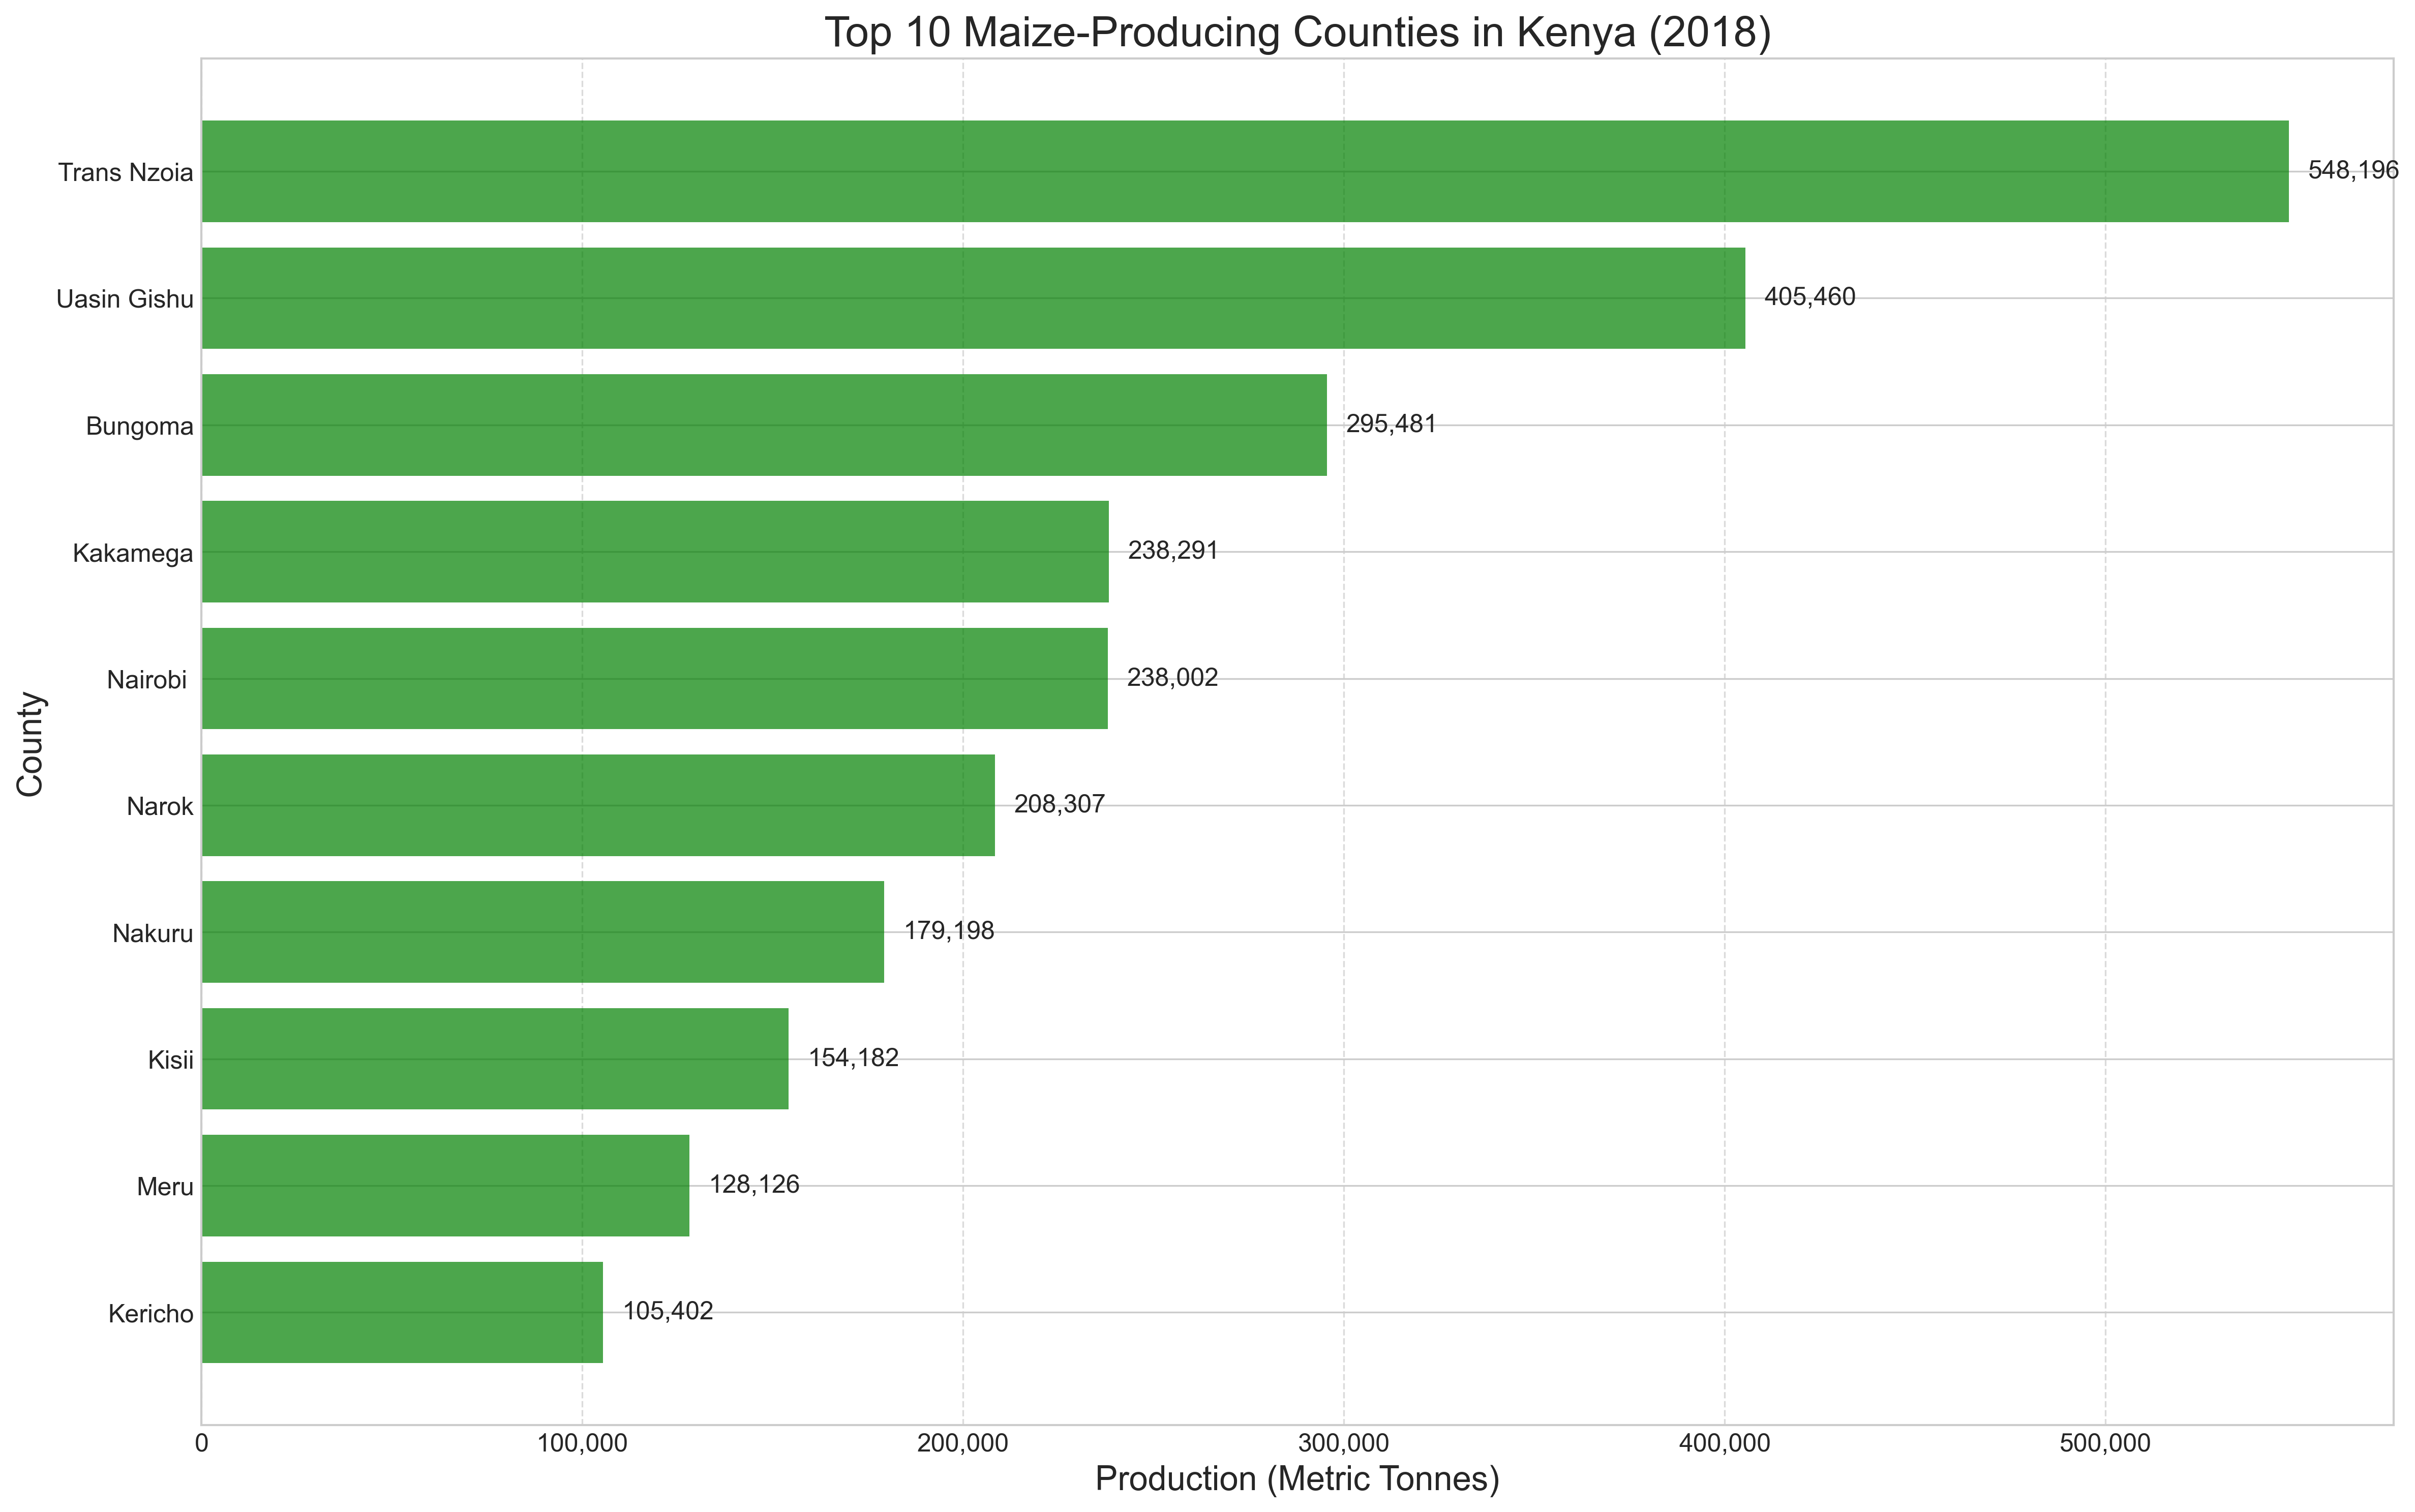 Top 10 Maize-Producing Counties in Kenya (2018)
Trans Nzoia 548,196
Uasin Gishu 405,460
Bungoma 295,481
Kakamega 238,291
Nairobi 238,002
Narok 208,307
Nakuru 179,198
Kisii 154,182
Meru 128,126
Kericho 105,402
County
0 100,000 200,000 300,000 400,000 500,000
Production (Metric Tonnes)